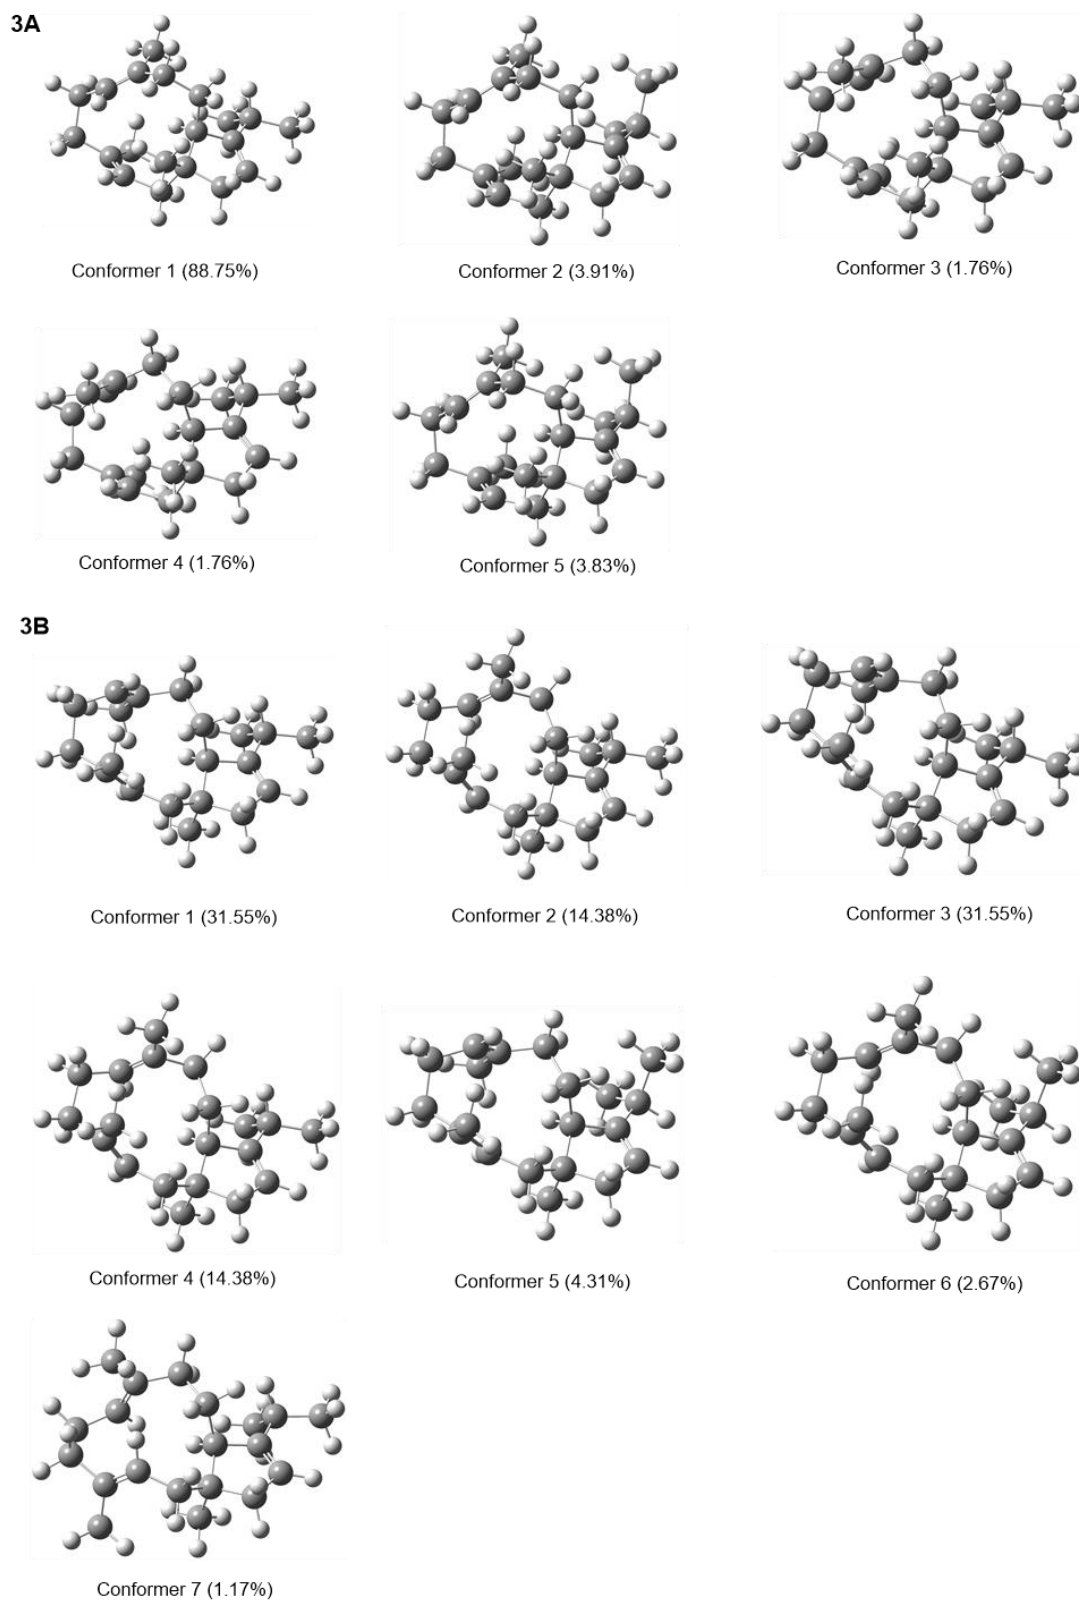 3A
Conformer 1 (88.75%)
Conformer 2 (3.91%)
Conformer 3 (1.76%)
Conformer 4 (1.76%)
Conformer 5 (3.83%)
3B
Conformer 1 (31.55%)
Conformer 2 (14.38%)
Conformer 3 (31.55%)
Conformer 4 (14.38%)
Conformer 5 (4.31%)
Conformer 6 (2.67%)
Conformer 7 (1.17%)